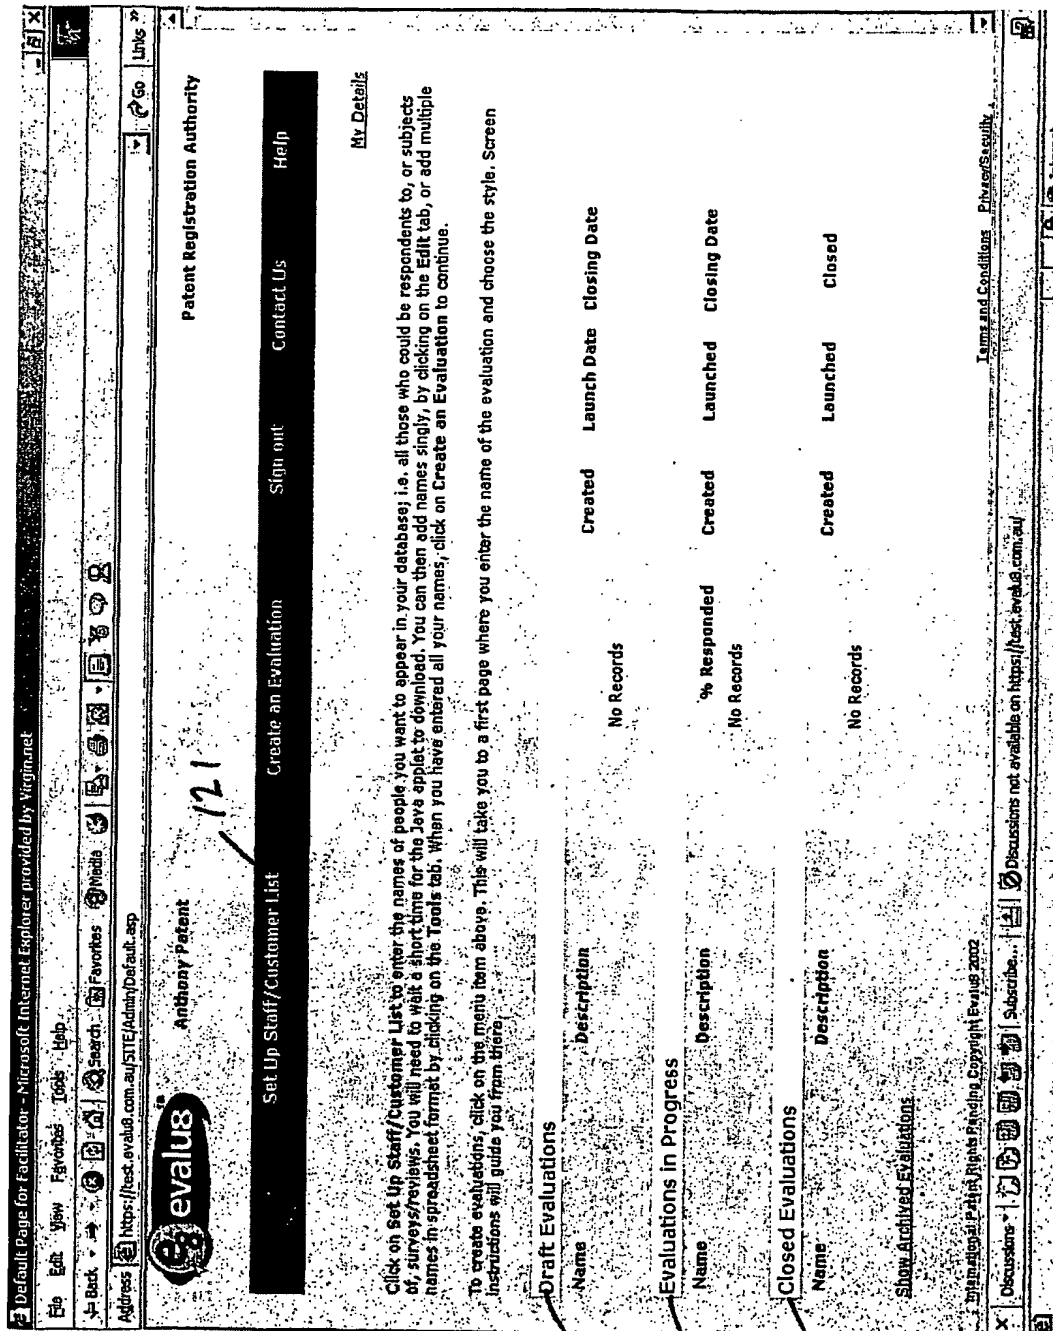 Default Page for Facilitator - Microsoft Internet Explorer provided by Virgin.net
File Edit View Favorites Tools Help
Back Search Favorites Media
Address https://test.evalu8.com.au/SITE/Admin/Default.asp Go Links »
eg evalu8
Anthony Patent Patent Registration Authority
121
Set Up Staff/Customer List Create an Evaluation Sign out Contact Us Help
My Details
Click on Set Up Staff/Customer List to enter the names of people you want to appear in your database; i.e. all those who could be respondents to, or subjects
of, surveys/reviews. You will need to wait a short time for the Java applet to download. You can then add names singly, by clicking on the Edit tab, or add multiple
names in spreadsheet format by clicking on the Tools tab. When you have entered all your names, click on Create an Evaluation to continue.
To create evaluations, click on the menu item above. This will take you to a first page where you enter the name of the evaluation and choose the style. Screen
instructions will guide you from there.
Draft Evaluations
Name Description Created Launch Date Closing Date
No Records
Evaluations in Progress
Name Description % Responded Created Launched Closing Date
No Records
Closed Evaluations
Name Description Created Launched Closed
No Records
Show Archived Evaluations
International Patent Rights Pending Copyright Evalu8 2002 Terms and Conditions Privacy/Security
Discussions Subscribe... Discussions not available on https://test.evalu8.com.au/